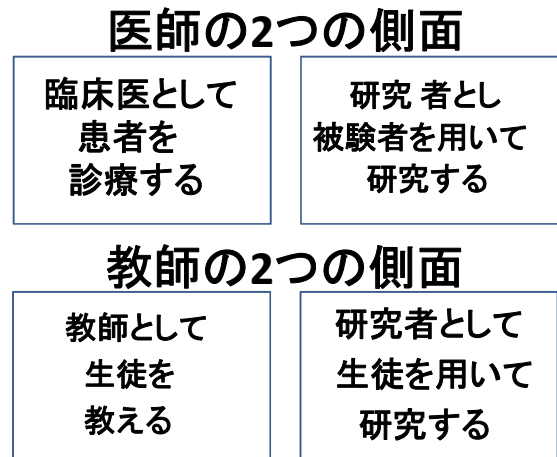 医師の2つの側面
臨床医として
患者を
診療する
研究 者とし
被験者を用いて
研究する
教師の2つの側面
教師として
生徒を
教える
研究者として
生徒を用いて
研究する